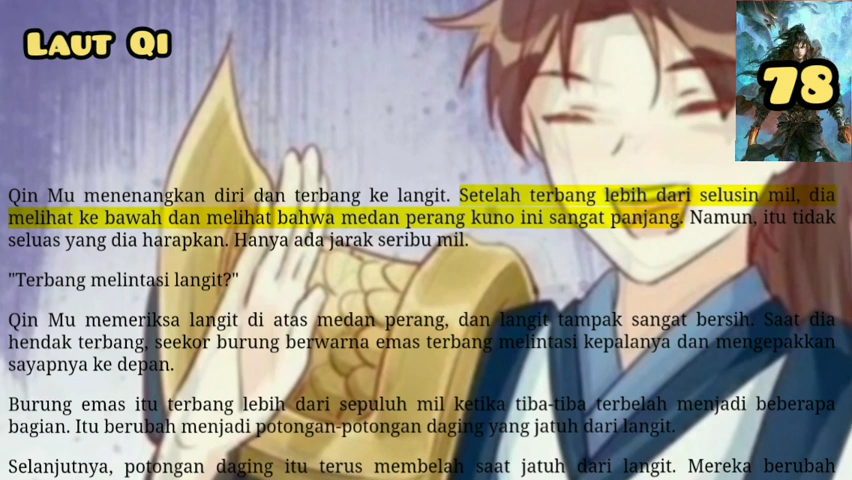 Laut Qi
78
Qin Mu menenangkan diri dan terbang ke langit. Setelah terbang lebih dari selusin mil, dia
melihat ke bawah dan melihat bahwa medan perang kuno ini sangat panjang. Namun, itu tidak
seluas yang dia harapkan. Hanya ada jarak seribu mil.
"Terbang melintasi langit?"
Qin Mu memeriksa langit di atas medan perang, dan langit tampak sangat bersih. Saat dia
hendak terbang, seekor burung berwarna emas terbang melintasi kepalanya dan mengepakkan
sayapnya ke depan.
Burung emas itu terbang lebih dari sepuluh mil ketika tiba-tiba terbelah menjadi beberapa
bagian. Itu berubah menjadi potongan-potongan daging yang jatuh dari langit.
Selanjutnya, potongan daging itu terus membelah saat jatuh dari langit. Mereka berubah